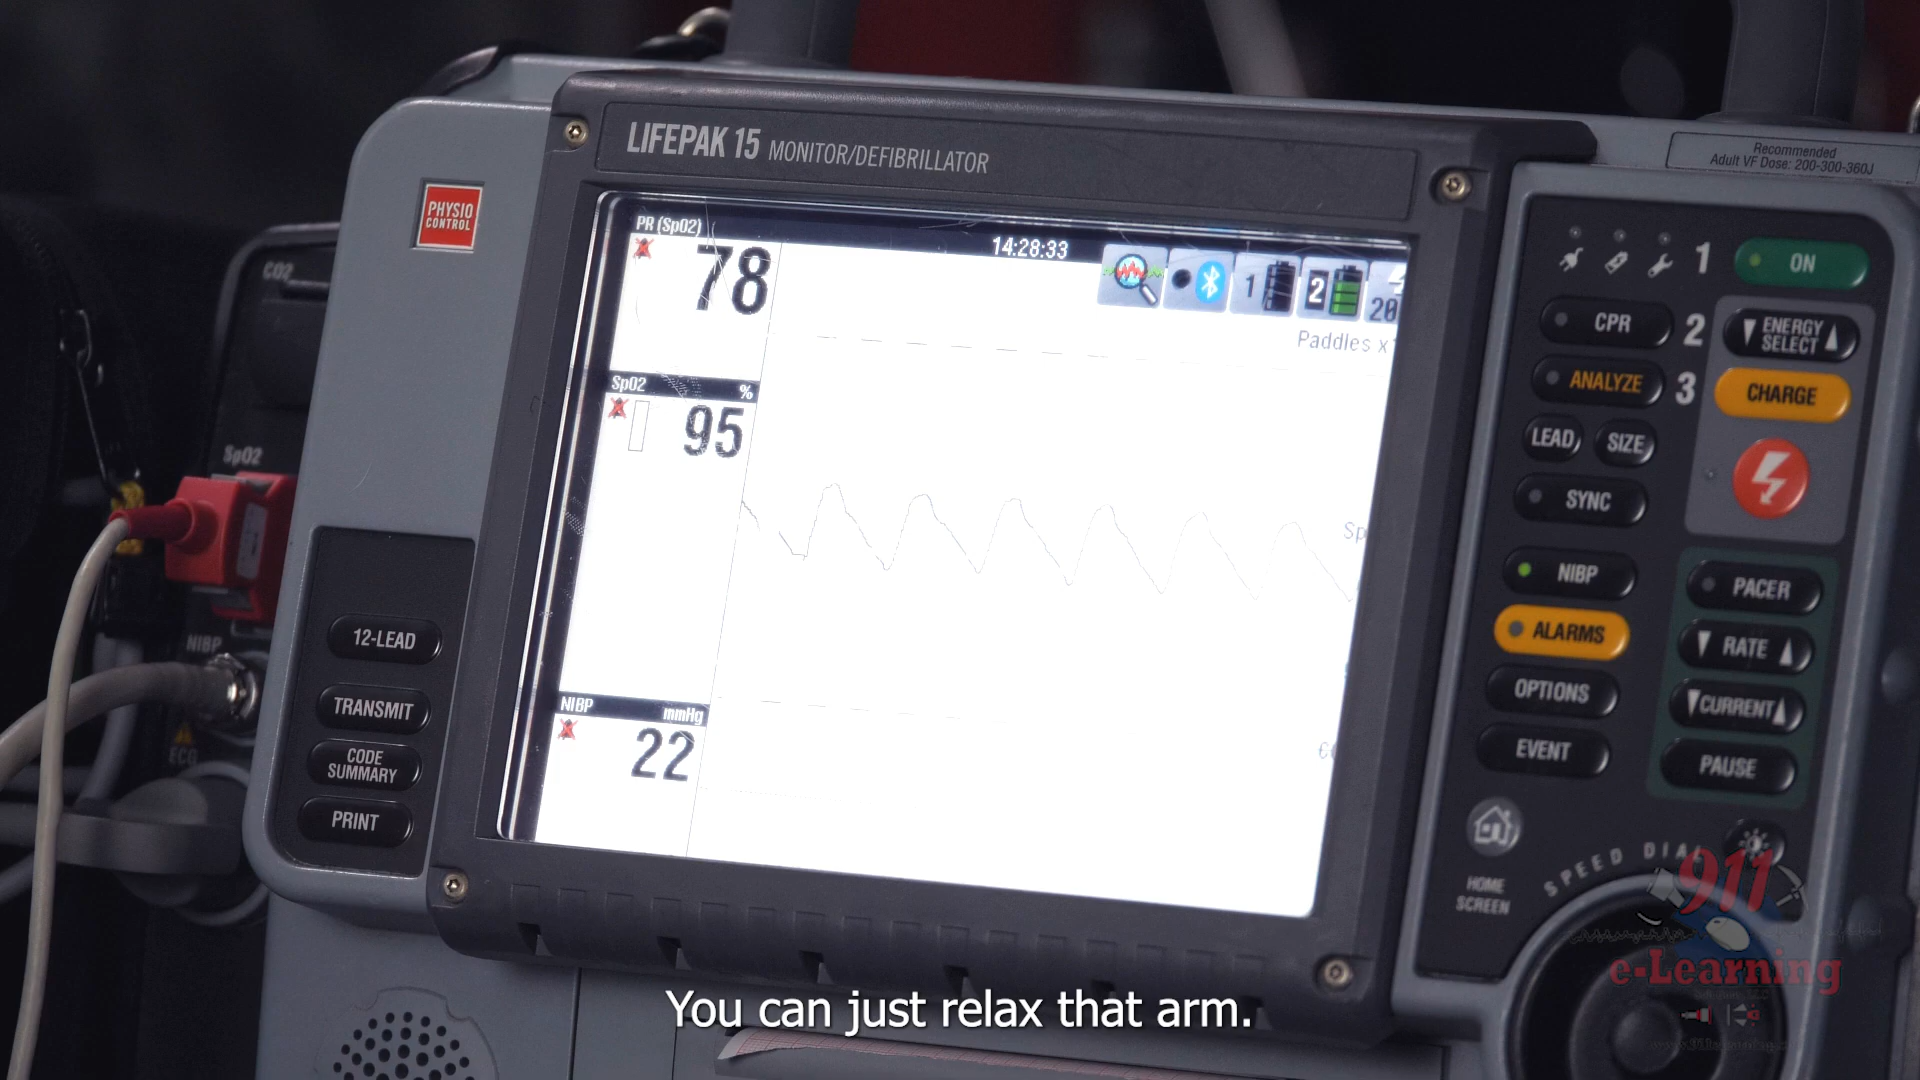 LIFEPAK 15 MONITOR/DEFIBRILLATOR
Recommended
Adult VF Dose: 200-300-360J
PHYSIO
CONTROL
PR (SpO2)
78
14:28:33
1
2
20
Paddles x1
SpO2 %
95
NIBP mmHg
22
CO2
SpO2
NIBP
ECG
12-LEAD
TRANSMIT
CODE
SUMMARY
PRINT
1
ON
CPR
2
ENERGY
SELECT
ANALYZE
3
CHARGE
LEAD
SIZE
SYNC
NIBP
PACER
ALARMS
RATE
OPTIONS
CURRENT
EVENT
PAUSE
HOME
SCREEN
SPEED DIAL
911
e-Learning
You can just relax that arm.